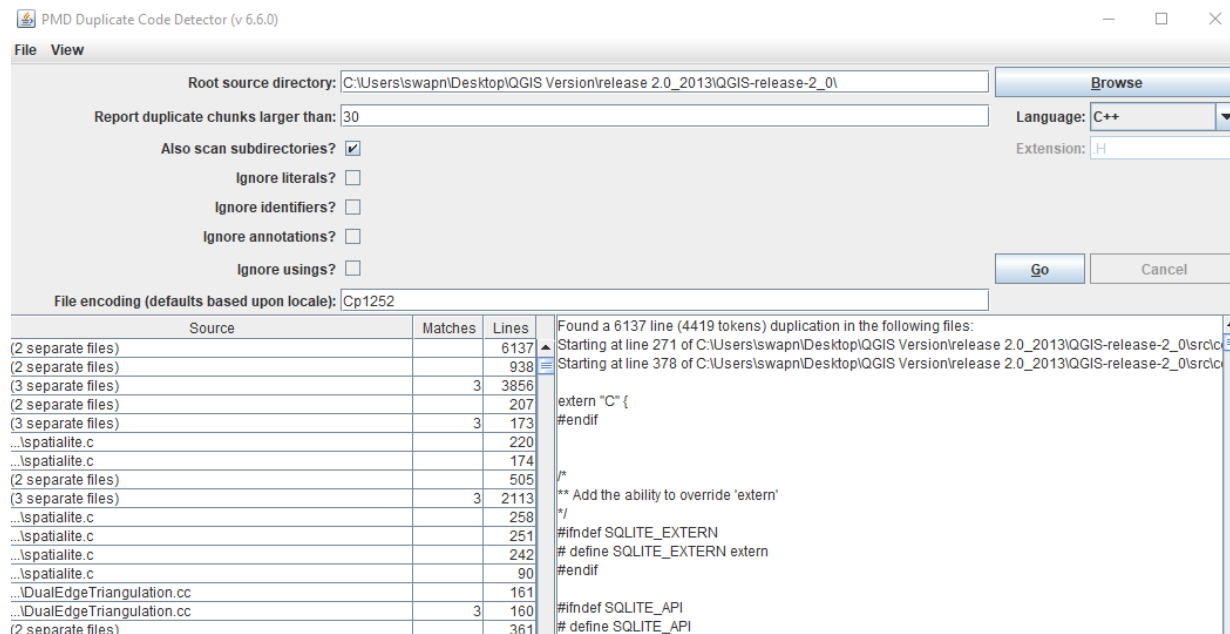 PMD Duplicate Code Detector (v 6.6.0)
File View
Root source directory: C:\Users\swapn\Desktop\QGIS Version\release 2.0_2013\QGIS-release-2_0\ Browse
Report duplicate chunks larger than: 30 Language: C++
Also scan subdirectories? Extension: .H
Ignore literals?
Ignore identifiers?
Ignore annotations?
Ignore usings? Go Cancel
File encoding (defaults based upon locale): Cp1252
Source Matches Lines
(2 separate files) 6137
(2 separate files) 938
(3 separate files) 3 3856
(2 separate files) 207
(3 separate files) 3 173
...\spatialite.c 220
...\spatialite.c 174
(2 separate files) 505
(3 separate files) 3 2113
...\spatialite.c 258
...\spatialite.c 251
...\spatialite.c 242
...\spatialite.c 90
...\DualEdgeTriangulation.cc 161
...\DualEdgeTriangulation.cc 3 160
(2 separate files) 361
Found a 6137 line (4419 tokens) duplication in the following files:
Starting at line 271 of C:\Users\swapn\Desktop\QGIS Version\release 2.0_2013\QGIS-release-2_0\src\c
Starting at line 378 of C:\Users\swapn\Desktop\QGIS Version\release 2.0_2013\QGIS-release-2_0\src\c
extern "C" {
#endif
/*
** Add the ability to override 'extern'
*/
#ifndef SQLITE_EXTERN
# define SQLITE_EXTERN extern
#endif
#ifndef SQLITE_API
# define SQLITE_API